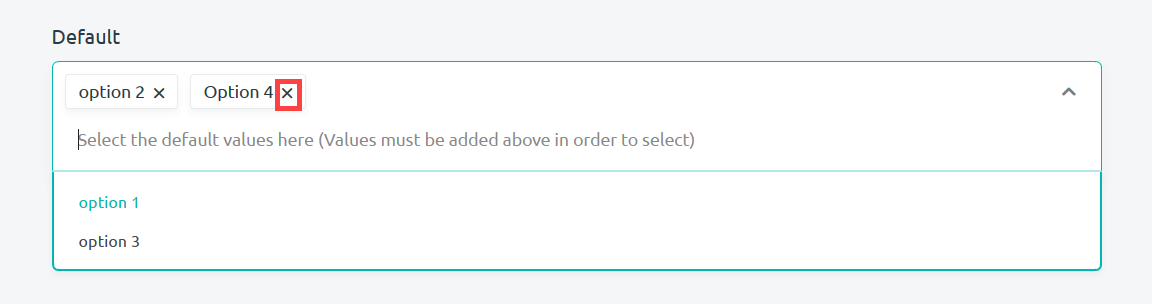 Default
option 2 × Option 4 ×
Select the default values here (Values must be added above in order to select)
option 1
option 3